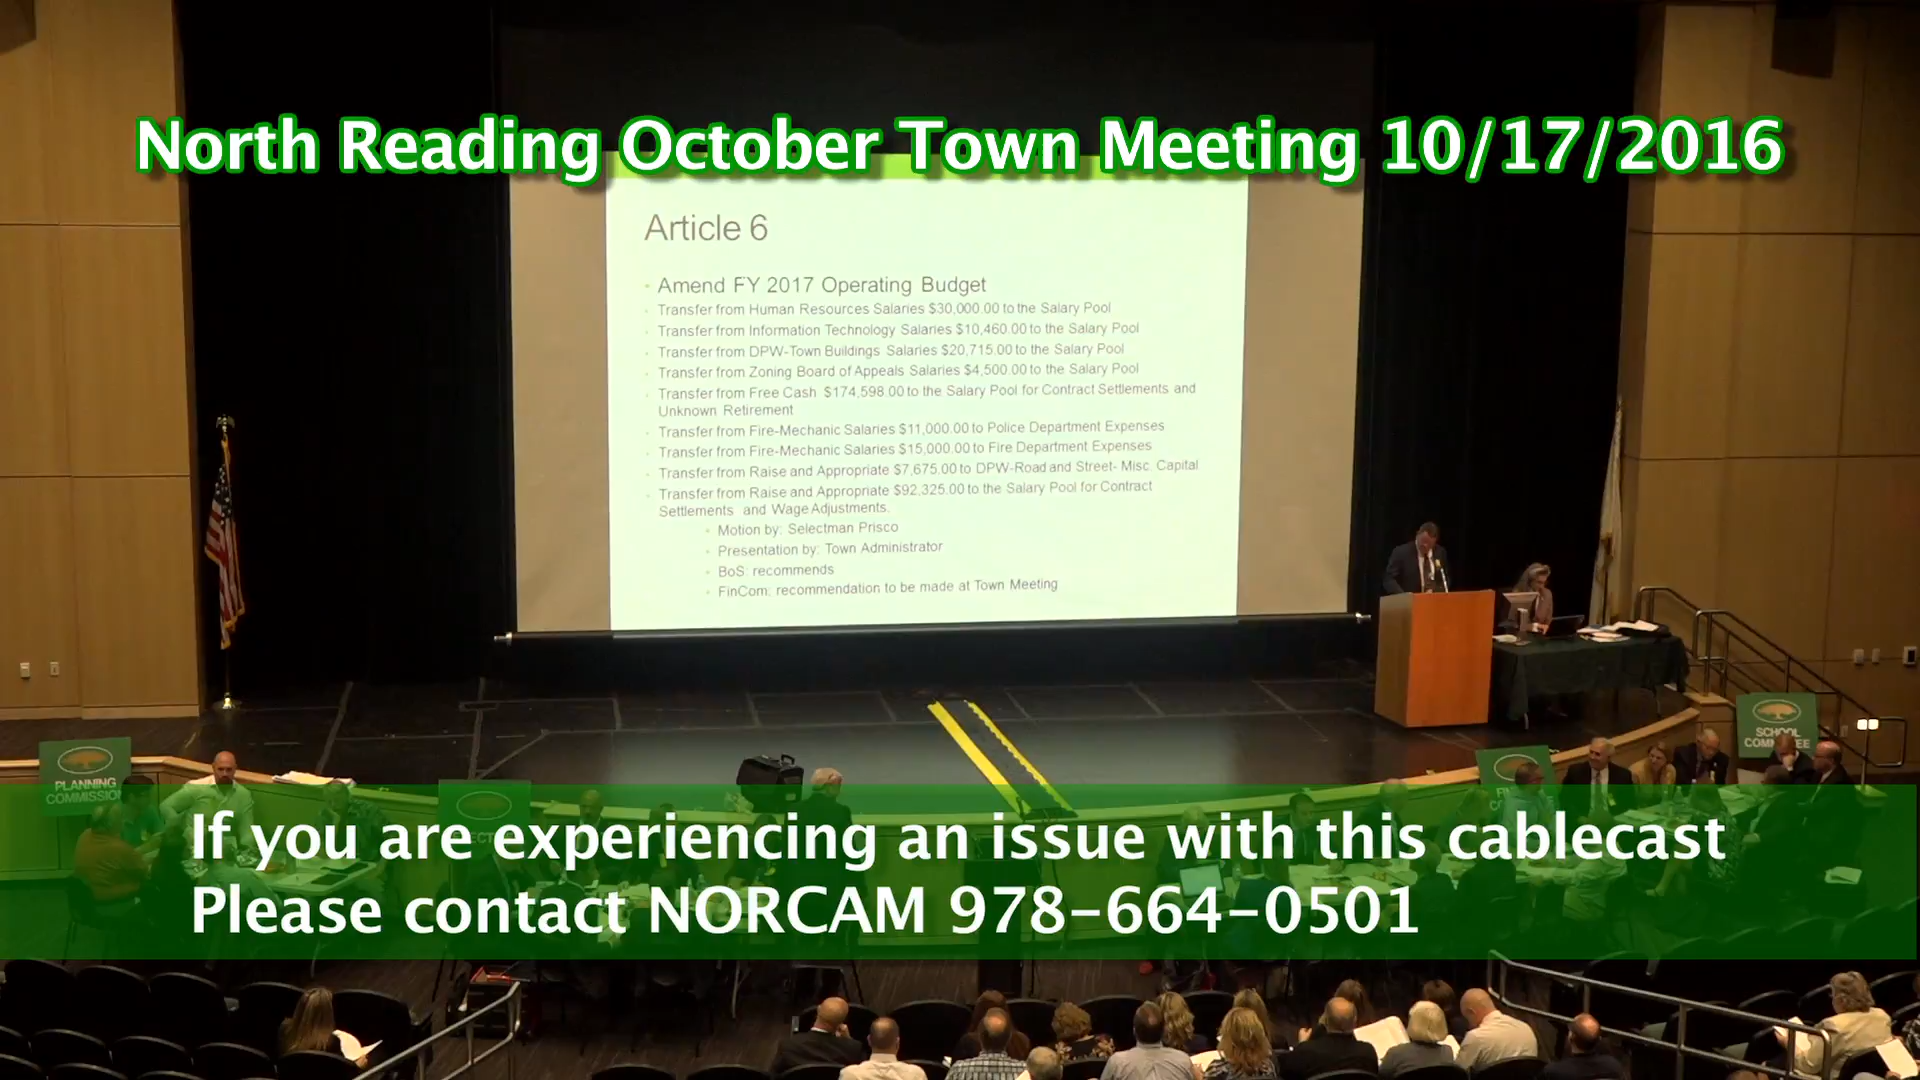 North Reading October Town Meeting 10/17/2016
Article 6
Amend FY 2017 Operating Budget
Transfer from Human Resources Salaries $30,000.00 to the Salary Pool
Transfer from Information Technology Salaries $10,460.00 to the Salary Pool
Transfer from DPW-Town Buildings Salaries $20,715.00 to the Salary Pool
Transfer from Zoning Board of Appeals Salaries $4,500.00 to the Salary Pool
Transfer from Free Cash $174,598.00 to the Salary Pool for Contract Settlements and
Unknown Retirement
Transfer from Fire-Mechanic Salaries $11,000.00 to Police Department Expenses
Transfer from Fire-Mechanic Salaries $15,000.00 to Fire Department Expenses
Transfer from Raise and Appropriate $7,675.00 to DPW-Road and Street- Misc. Capital
Transfer from Raise and Appropriate $92,325.00 to the Salary Pool for Contract
Settlements and Wage Adjustments.
Motion by: Selectman Prisco
Presentation by: Town Administrator
BoS: recommends
FinCom: recommendation to be made at Town Meeting
PLANNING
COMMISSION
SCHOOL
COMMITTEE
If you are experiencing an issue with this cablecast
Please contact NORCAM 978-664-0501